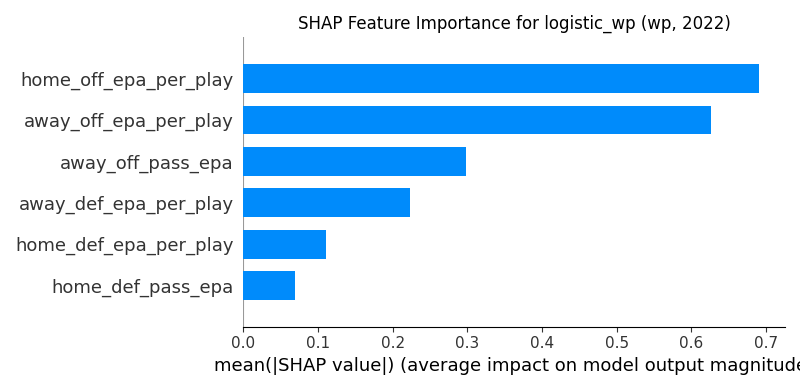 SHAP Feature Importance for logistic_wp (wp, 2022)
home_off_epa_per_play
away_off_epa_per_play
away_off_pass_epa
away_def_epa_per_play
home_def_epa_per_play
home_def_pass_epa
0.0 0.1 0.2 0.3 0.4 0.5 0.6 0.7
mean(|SHAP value|) (average impact on model output magnitude